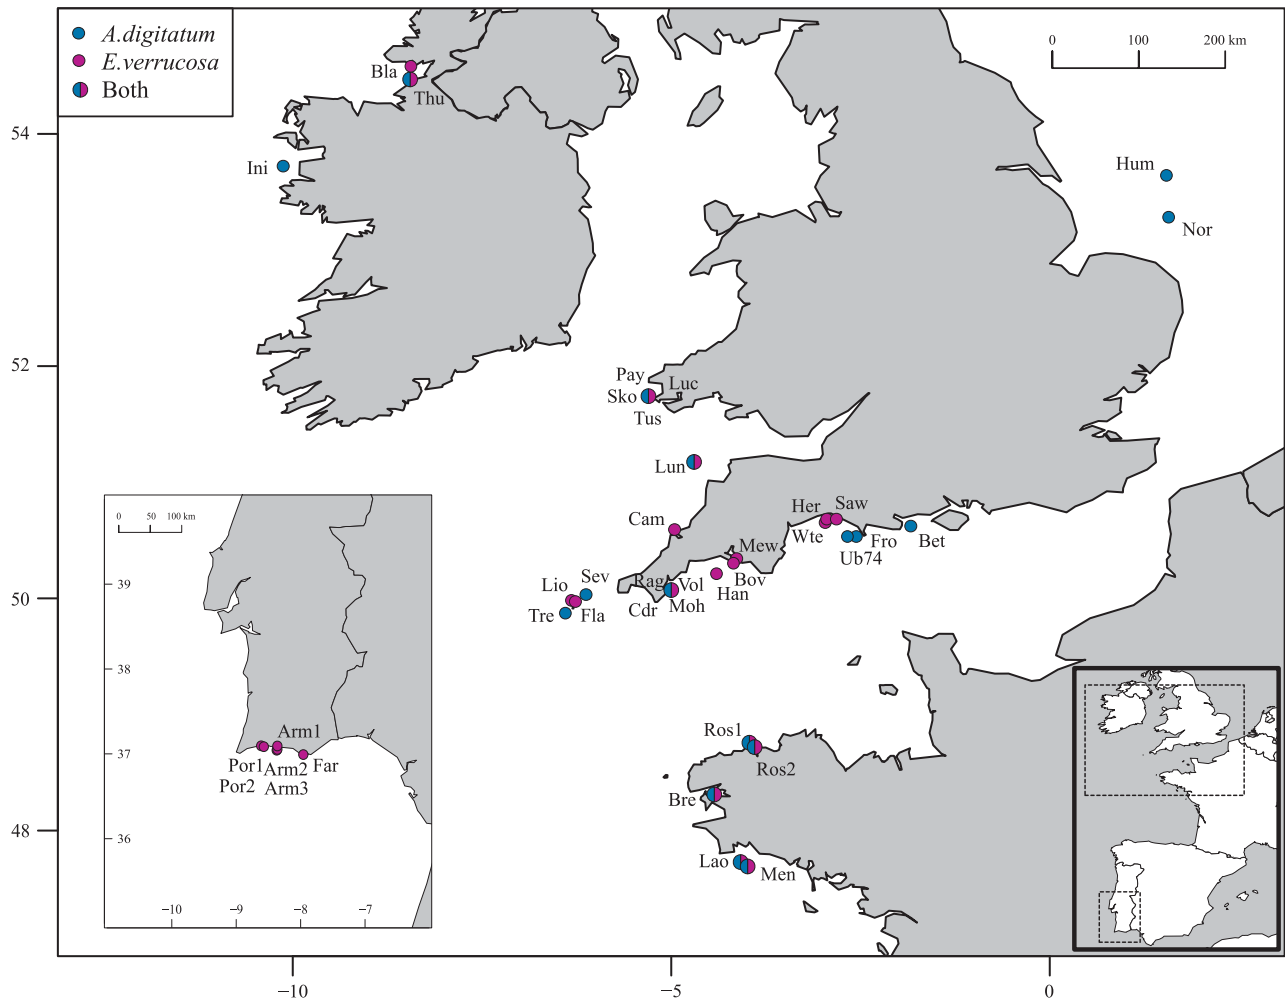 A.digitatum
E.verrucosa
Both
0 100 200 km
54
52
50
48
−10 −5 0
Bla
Thu
Ini
Hum
Nor
Pay
Luc
Sko
Tus
Lun
Cam
Her Saw
Wte
Fro Bet
Ub74
Mew
Bov
Han
Rag Vol
Cdr Moh
Lio Sev
Tre Fla
Ros1
Ros2
Bre
Lao
Men
0 50 100 km
39
38
37
36
−10 −9 −8 −7
Arm1
Por1 Arm2 Far
Por2 Arm3